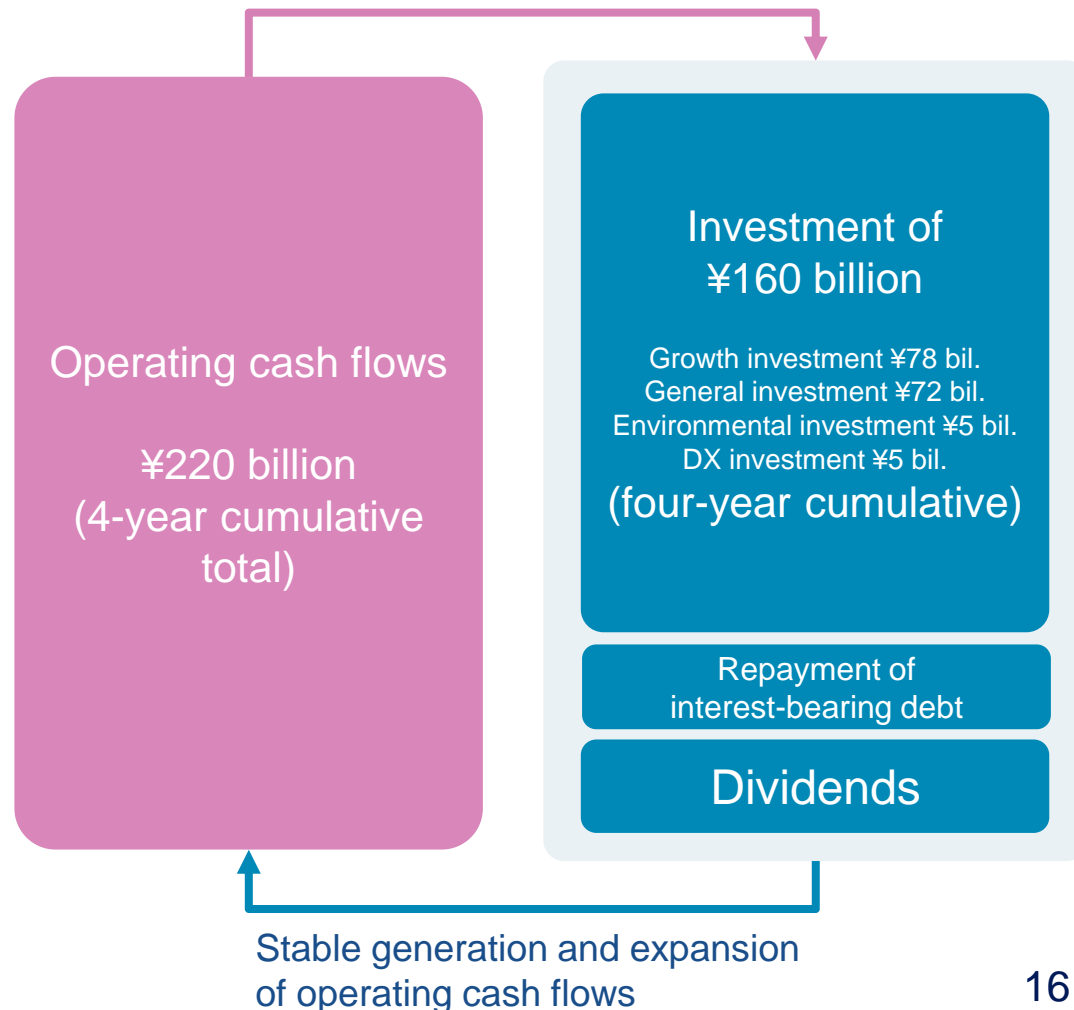 Operating cash flows
¥220 billion
(4-year cumulative
total)
Investment of
¥160 billion
Growth investment ¥78 bil.
General investment ¥72 bil.
Environmental investment ¥5 bil.
DX investment ¥5 bil.
(four-year cumulative)
Repayment of
interest-bearing debt
Dividends
Stable generation and expansion
of operating cash flows
16